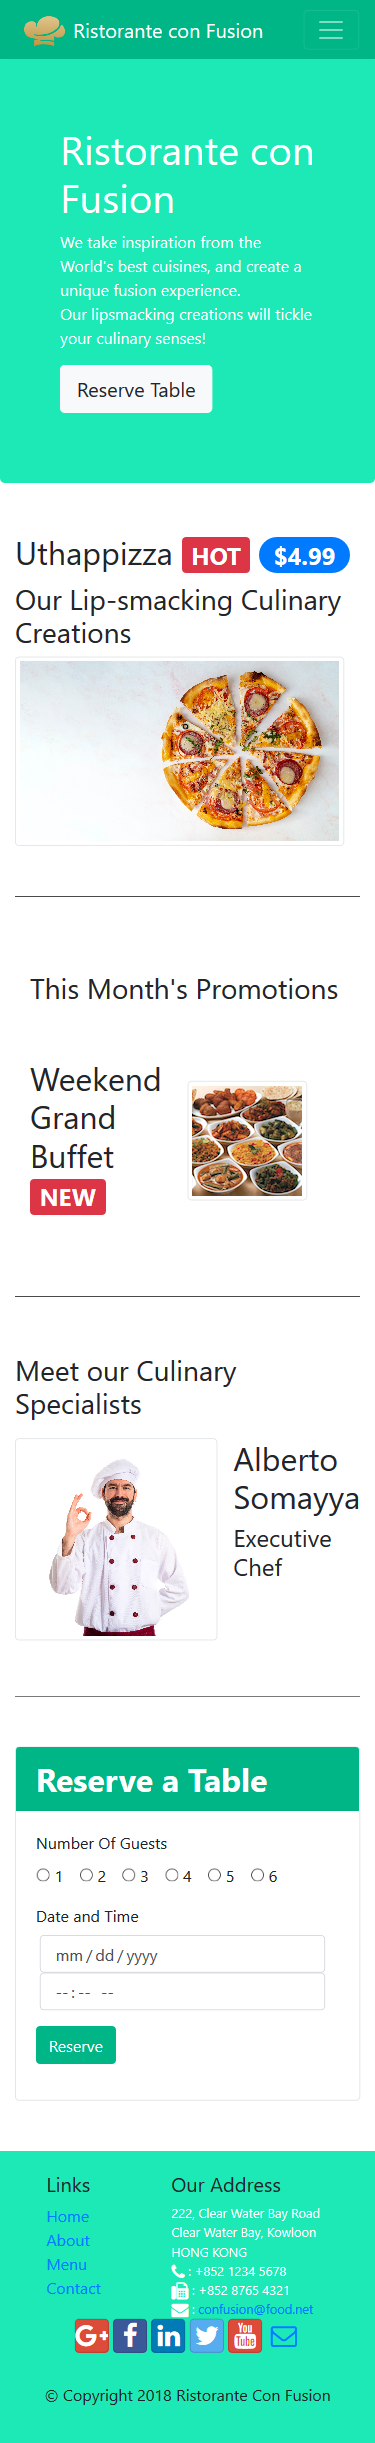 Ristorante con Fusion
Ristorante con
Fusion
We take inspiration from the
World's best cuisines, and create a
unique fusion experience.
Our lipsmacking creations will tickle
your culinary senses!
Reserve Table
Uthappizza HOT $4.99
Our Lip-smacking Culinary
Creations
This Month's Promotions
Weekend
Grand
Buffet
NEW
Meet our Culinary
Specialists
Alberto
Somayya
Executive
Chef
Reserve a Table
Number Of Guests
1 2 3 4 5 6
Date and Time
mm/dd/yyyy
--:-- --
Reserve
Links
Home
About
Menu
Contact
Our Address
222, Clear Water Bay Road
Clear Water Bay, Kowloon
HONG KONG
: +852 1234 5678
: +852 8765 4321
: confusion@food.net
G+ f in You Tube
© Copyright 2018 Ristorante Con Fusion